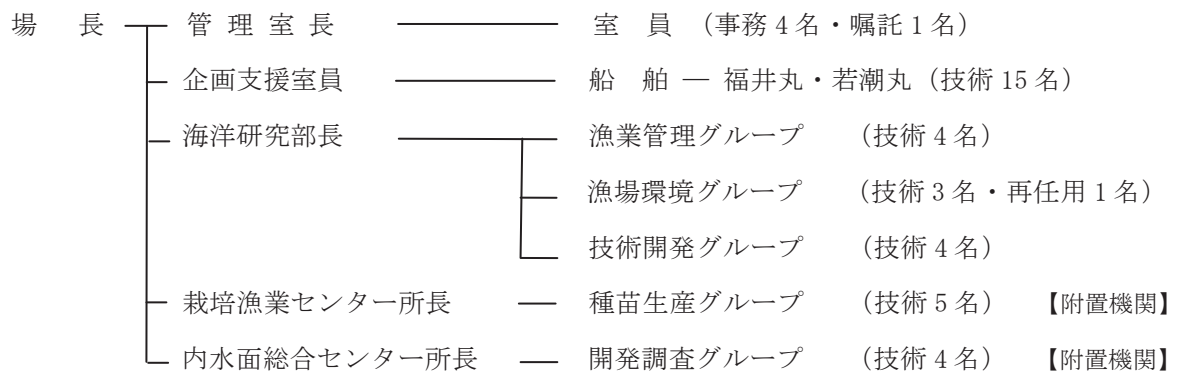 場　長　管 理 室 長　室　員　（事務 4 名・嘱託 1 名）
企画支援室員　船　舶 ― 福井丸・若潮丸（技術 15 名）
海洋研究部長　漁業管理グループ　（技術 4 名）
漁場環境グループ　（技術 3 名・再任用 1 名）
技術開発グループ　（技術 4 名）
栽培漁業センター所長　種苗生産グループ　（技術 5 名）　【附置機関】
内水面総合センター所長　開発調査グループ　（技術 4 名）　【附置機関】